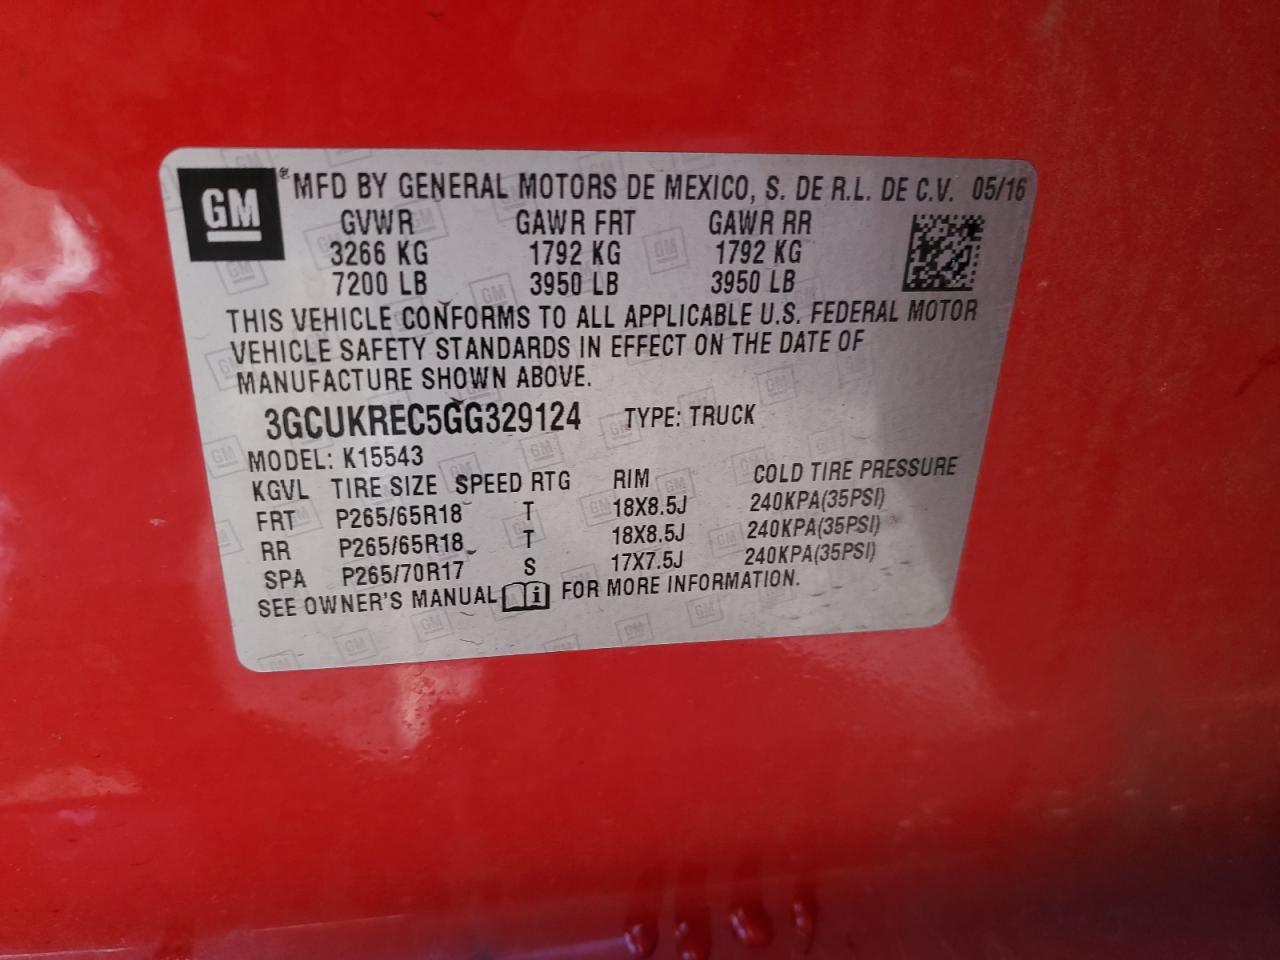 GM ® MFD BY GENERAL MOTORS DE MEXICO, S. DE R.L. DE C.V. 05/16
GVWR GAWR FRT GAWR RR
3266 KG 1792 KG 1792 KG
7200 LB 3950 LB 3950 LB
THIS VEHICLE CONFORMS TO ALL APPLICABLE U.S. FEDERAL MOTOR
VEHICLE SAFETY STANDARDS IN EFFECT ON THE DATE OF
MANUFACTURE SHOWN ABOVE.
3GCUKREC5GG329124 TYPE: TRUCK
MODEL: K15543
KGVL TIRE SIZE SPEED RTG RIM COLD TIRE PRESSURE
FRT P265/65R18 T 18X8.5J 240KPA(35PSI)
RR P265/65R18 T 18X8.5J 240KPA(35PSI)
SPA P265/70R17 S 17X7.5J 240KPA(35PSI)
SEE OWNER'S MANUAL i FOR MORE INFORMATION.